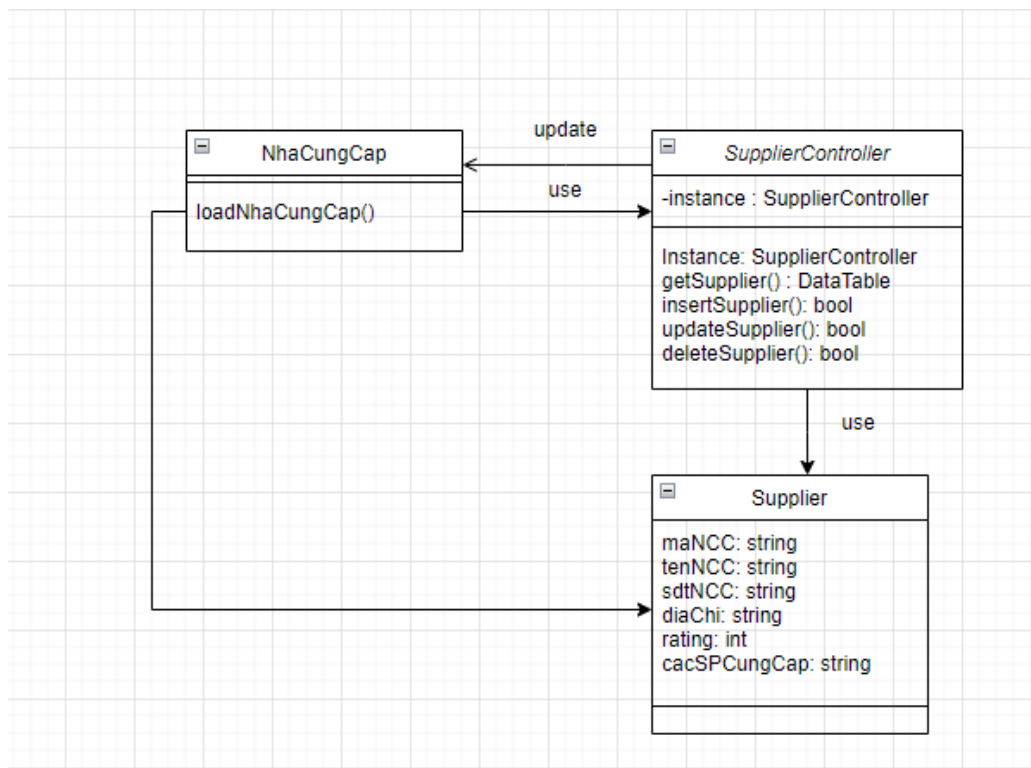 update
NhaCungCap
SupplierController
use
-instance : SupplierController
loadNhaCungCap()
Instance: SupplierController
getSupplier() : DataTable
insertSupplier(): bool
updateSupplier(): bool
deleteSupplier(): bool
use
Supplier
maNCC: string
tenNCC: string
sdtNCC: string
diaChi: string
rating: int
cacSPCungCap: string